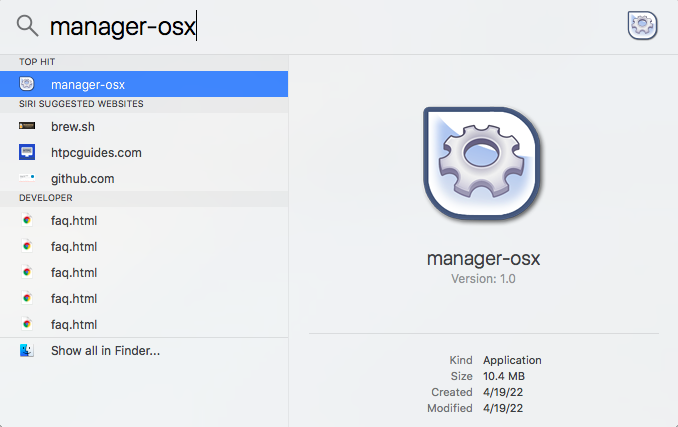 manager-osx
TOP HIT
manager-osx
SIRI SUGGESTED WEBSITES
brew.sh
htpcguides.com
github.com
DEVELOPER
faq.html
faq.html
faq.html
faq.html
faq.html
Show all in Finder...
manager-osx
Version: 1.0
Kind Application
Size 10.4 MB
Created 4/19/22
Modified 4/19/22